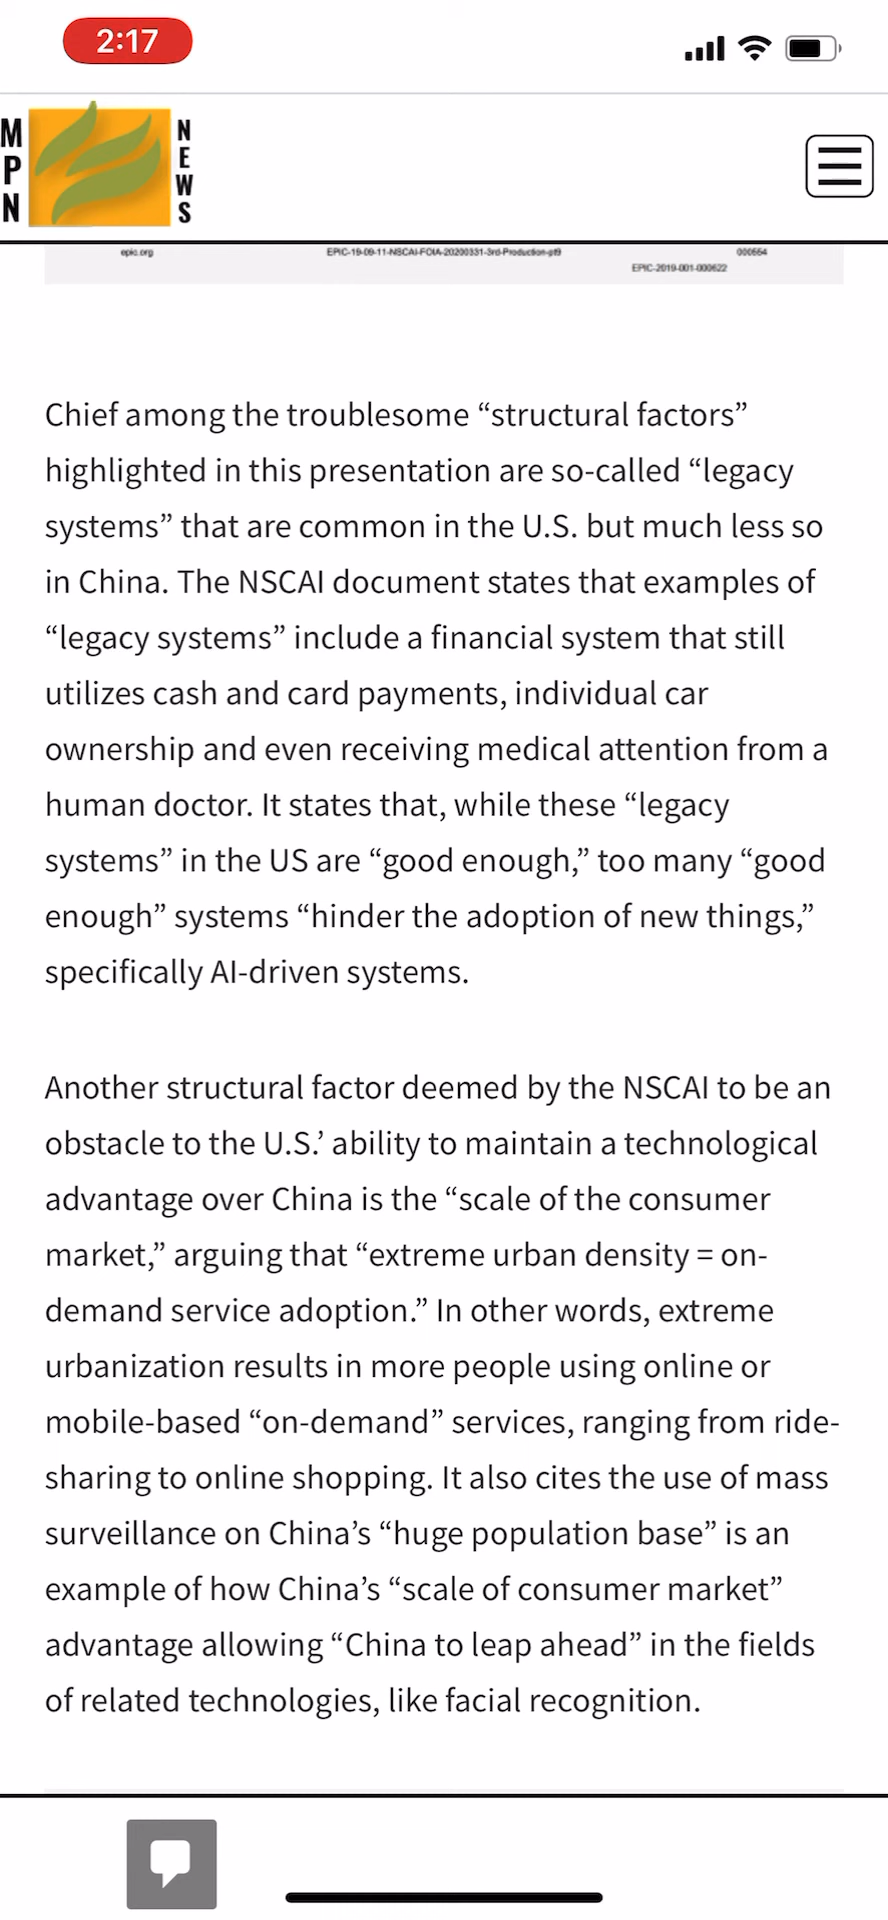 2:17
MPN
NEWS
epic.org EPIC-19-09-11-NSCAI-FOIA-20200331-3rd-Production-pt9 000554
EPIC-2019-001-000622
Chief among the troublesome “structural factors”
highlighted in this presentation are so-called “legacy
systems” that are common in the U.S. but much less so
in China. The NSCAI document states that examples of
“legacy systems” include a financial system that still
utilizes cash and card payments, individual car
ownership and even receiving medical attention from a
human doctor. It states that, while these “legacy
systems” in the US are “good enough,” too many “good
enough” systems “hinder the adoption of new things,”
specifically AI-driven systems.
Another structural factor deemed by the NSCAI to be an
obstacle to the U.S.’ ability to maintain a technological
advantage over China is the “scale of the consumer
market,” arguing that “extreme urban density = on-
demand service adoption.” In other words, extreme
urbanization results in more people using online or
mobile-based “on-demand” services, ranging from ride-
sharing to online shopping. It also cites the use of mass
surveillance on China’s “huge population base” is an
example of how China’s “scale of consumer market”
advantage allowing “China to leap ahead” in the fields
of related technologies, like facial recognition.